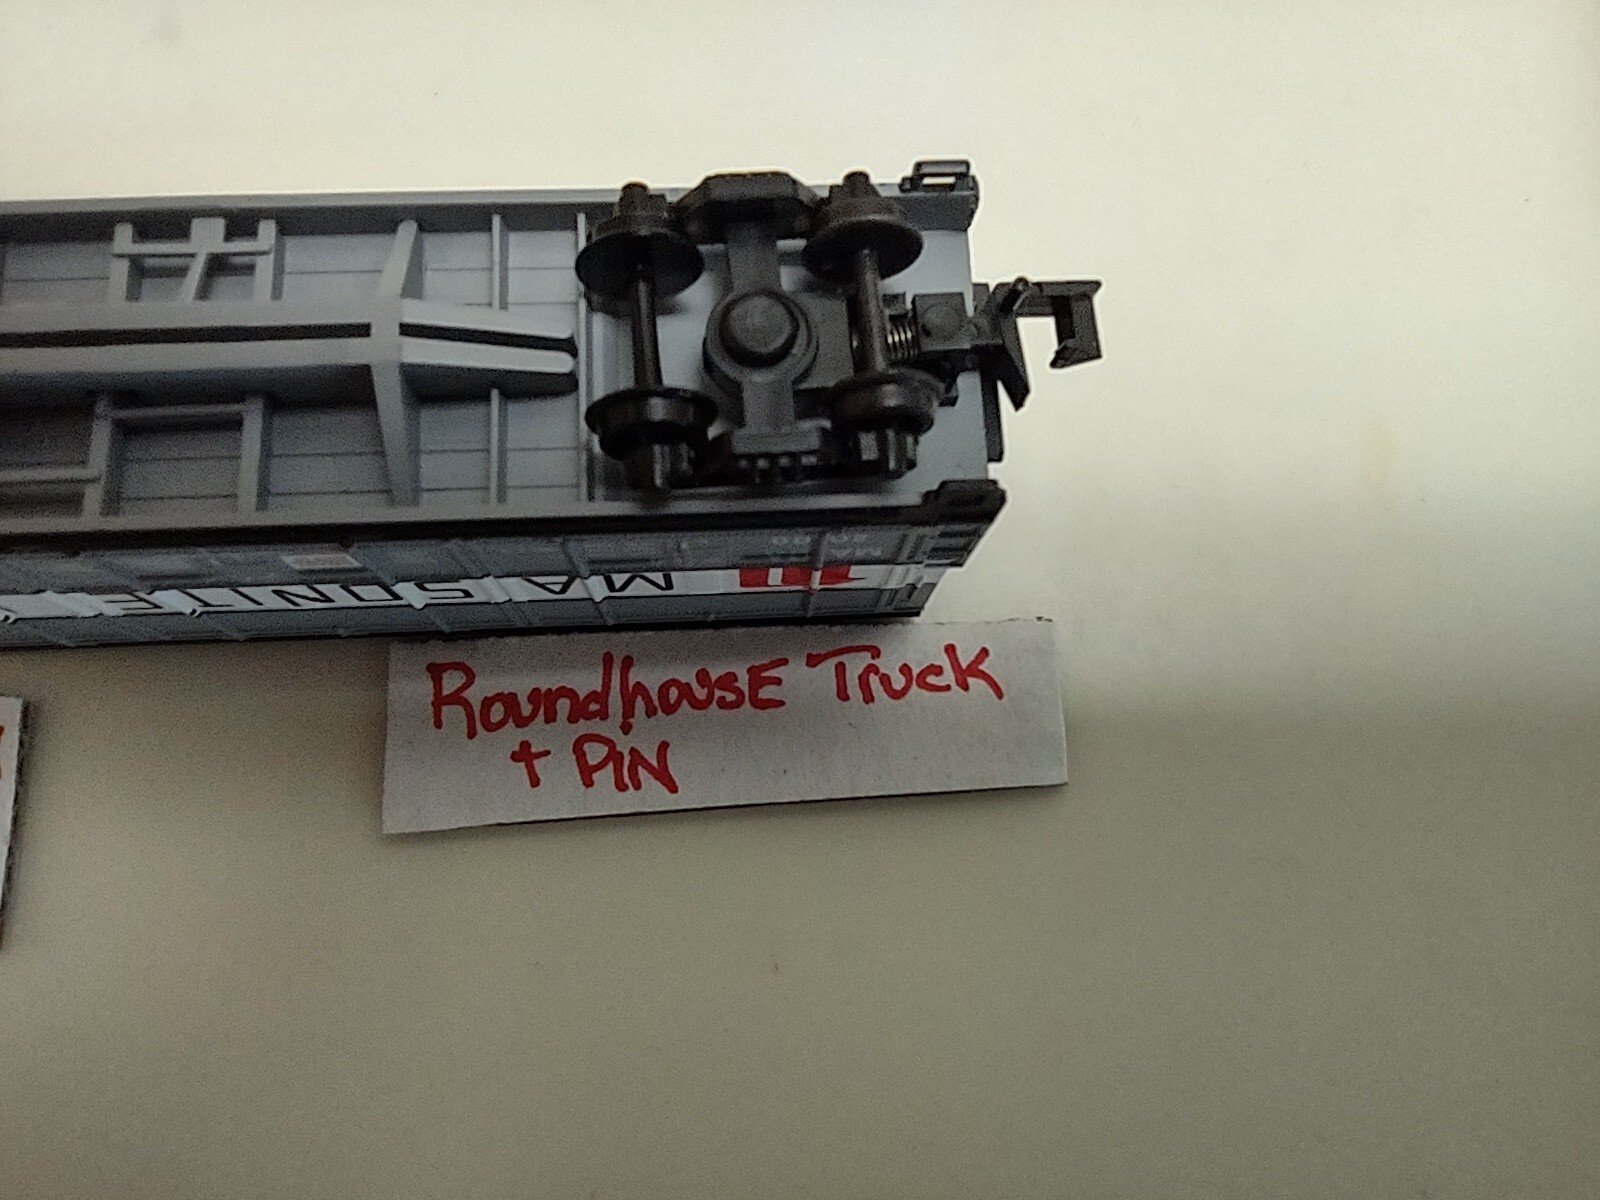 MASONITE
RoundhousE Truck
+ PIN